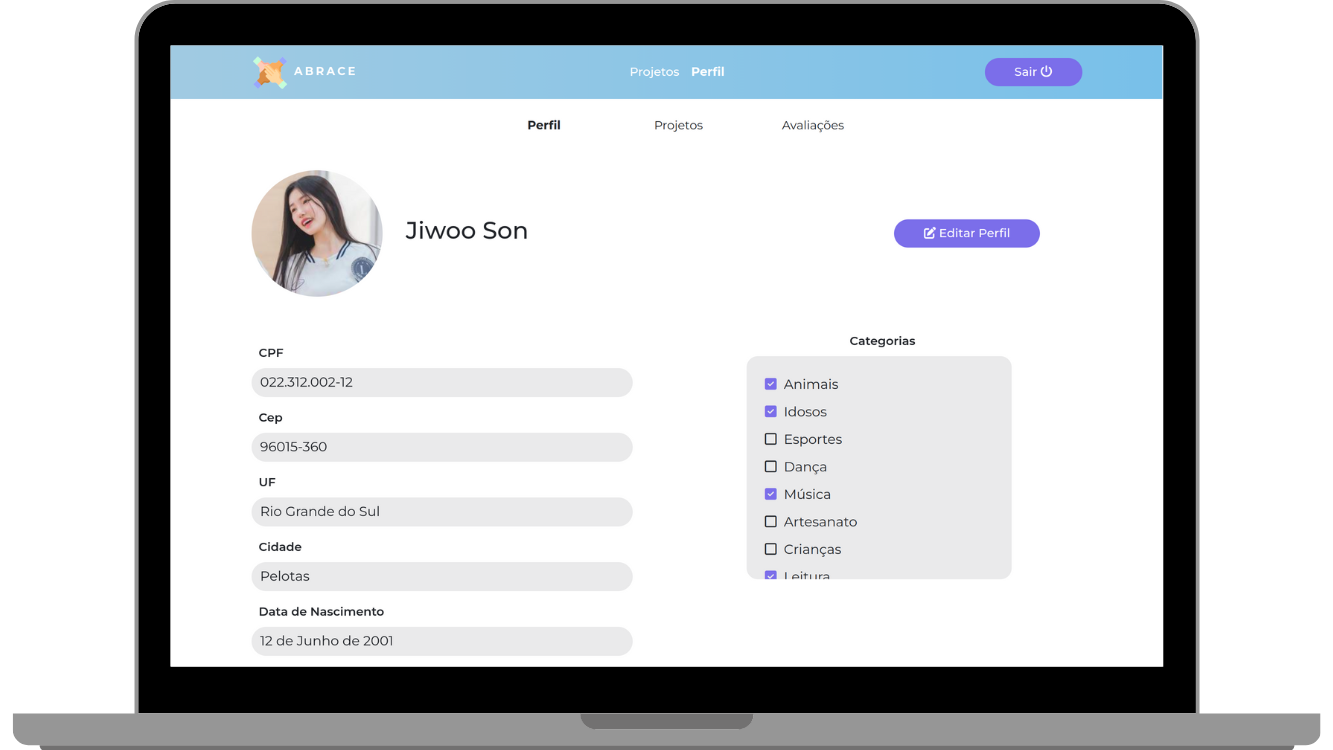 ABRACE
Projetos Perfil
Sair
Perfil Projetos Avaliações
Jiwoo Son
Editar Perfil
CPF
022.312.002-12
Cep
96015-360
UF
Rio Grande do Sul
Cidade
Pelotas
Data de Nascimento
12 de Junho de 2001
Categorias
Animais
Idosos
Esportes
Dança
Música
Artesanato
Crianças
Leitura